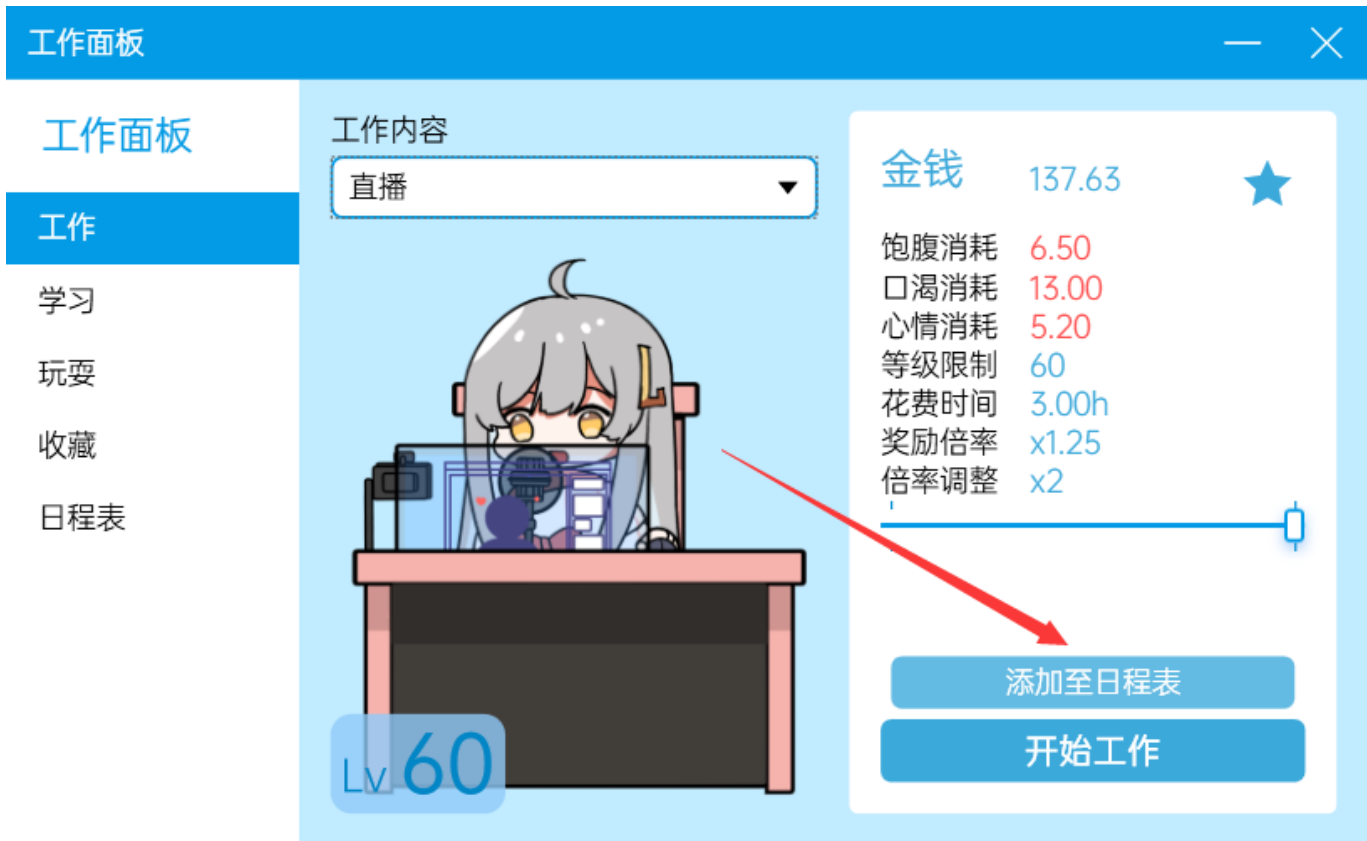 工作面板
工作面板
工作
学习
玩耍
收藏
日程表
工作内容
直播
Lv 60
金钱 137.63
饱腹消耗 6.50
口渴消耗 13.00
心情消耗 5.20
等级限制 60
花费时间 3.00h
奖励倍率 x1.25
倍率调整 x2
添加至日程表
开始工作